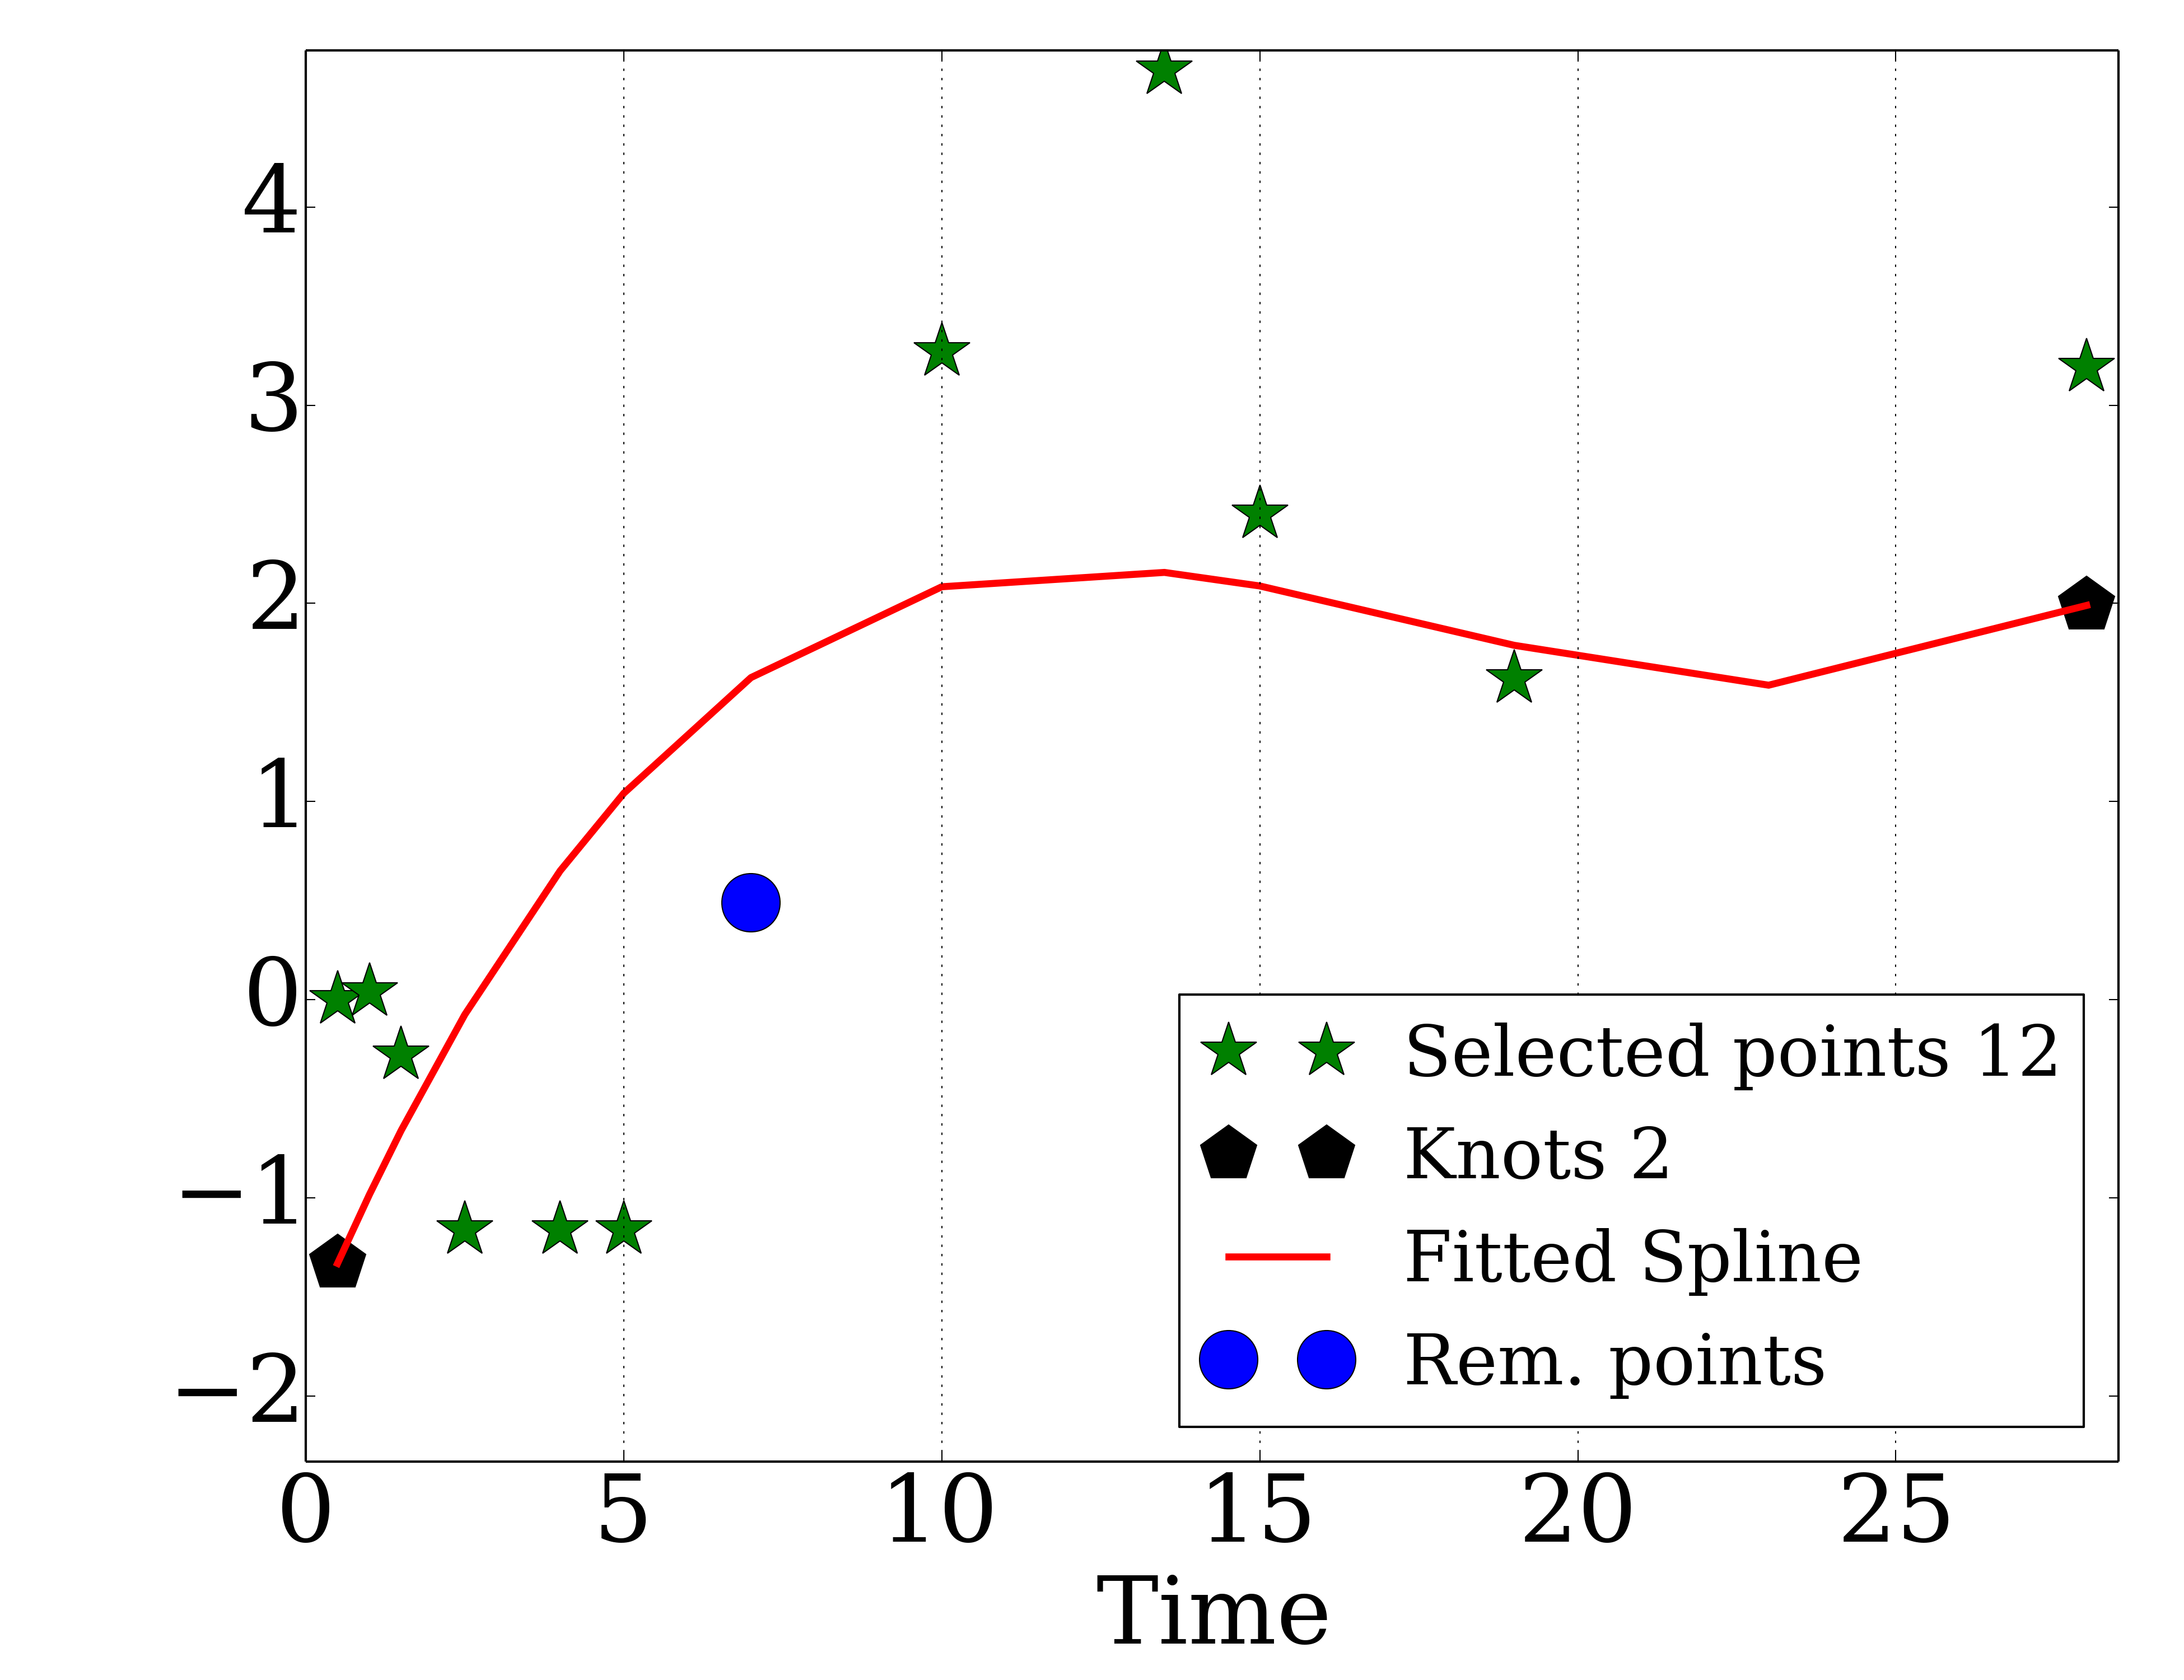 4
3
2
1
0
−1
−2
Selected points 12
Knots 2
Fitted Spline
Rem. points
0 5 10 15 20 25
Time